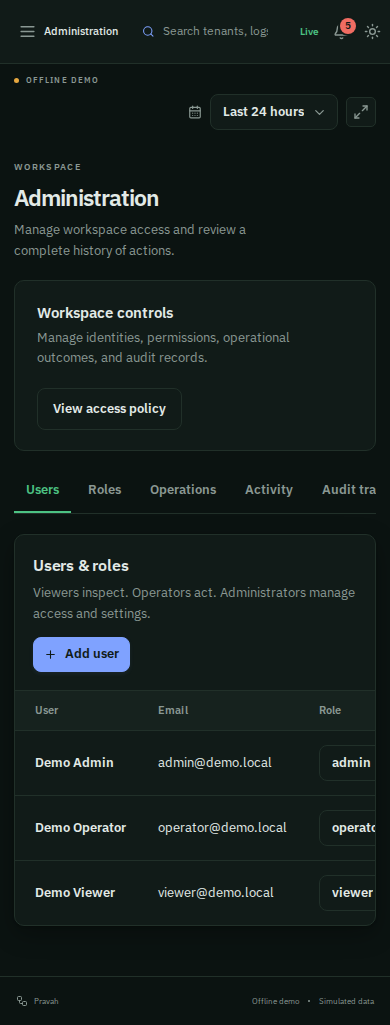 Administration
Search tenants, logs
Live
5
OFFLINE DEMO
Last 24 hours
WORKSPACE
Administration
Manage workspace access and review a
complete history of actions.
Workspace controls
Manage identities, permissions, operational
outcomes, and audit records.
View access policy
Users Roles Operations Activity Audit tra
Users & roles
Viewers inspect. Operators act. Administrators manage
access and settings.
+ Add user
User Email Role
Demo Admin admin@demo.local admin
Demo Operator operator@demo.local operato
Demo Viewer viewer@demo.local viewer
Pravah
Offline demo • Simulated data